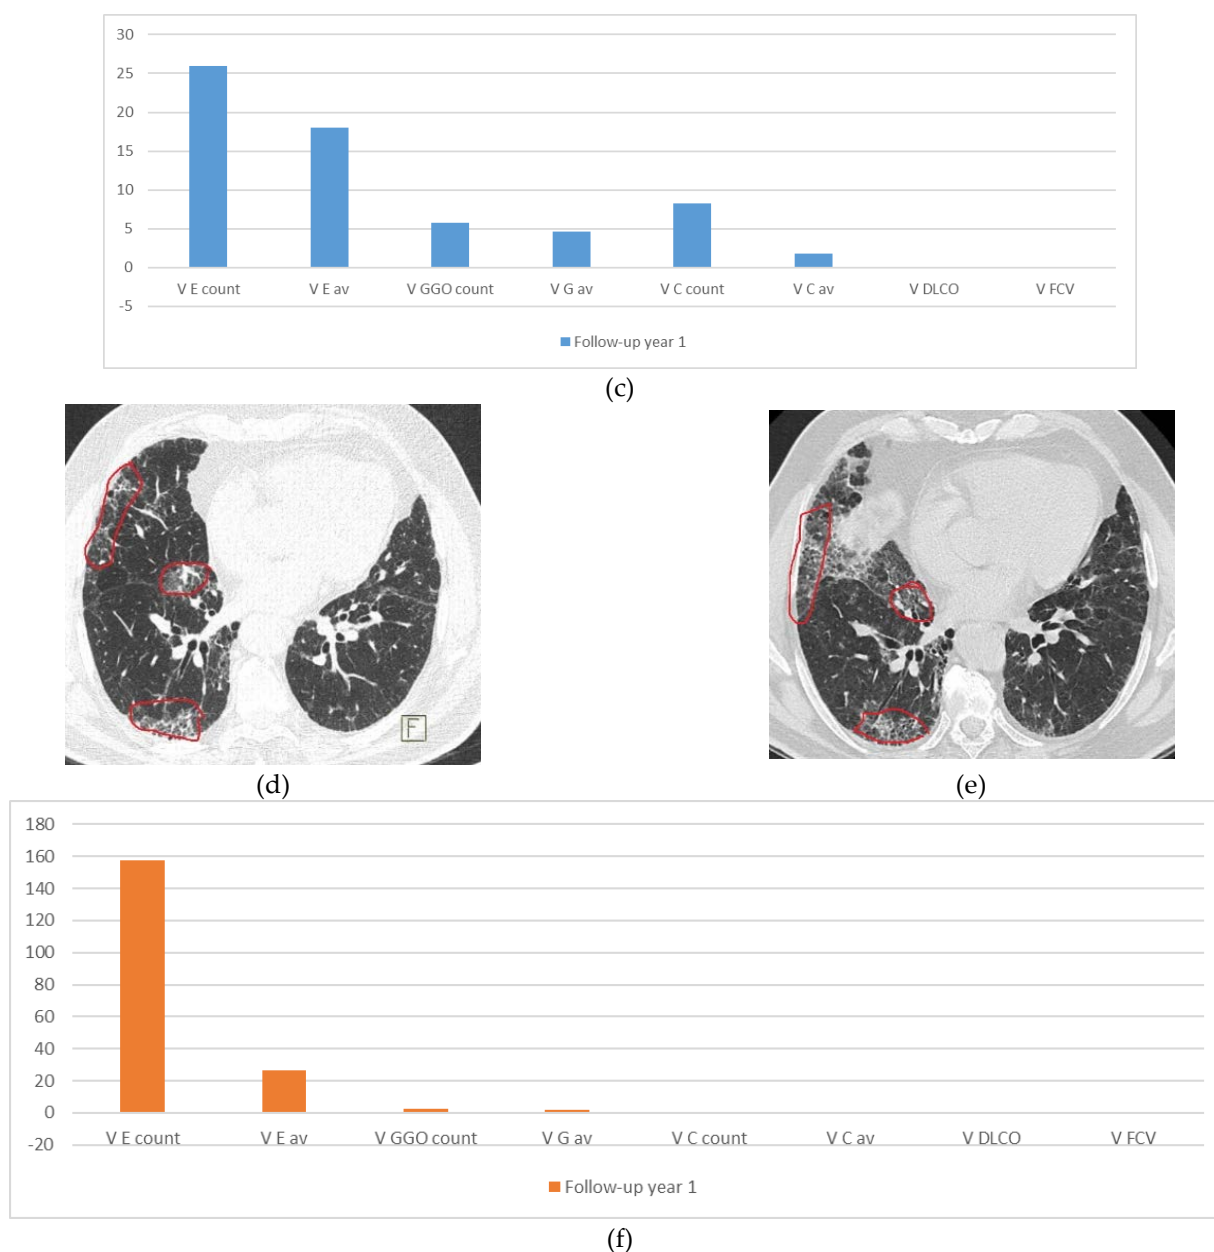 30
25
20
15
10
5
0
-5
V E count V E av V GGO count V G av V C count V C av V DLCO V FCV
Follow-up year 1
(c)
F
(d) (e)
180
160
140
120
100
80
60
40
20
0
-20
V E count V E av V GGO count V G av V C count V C av V DLCO V FCV
Follow-up year 1
(f)